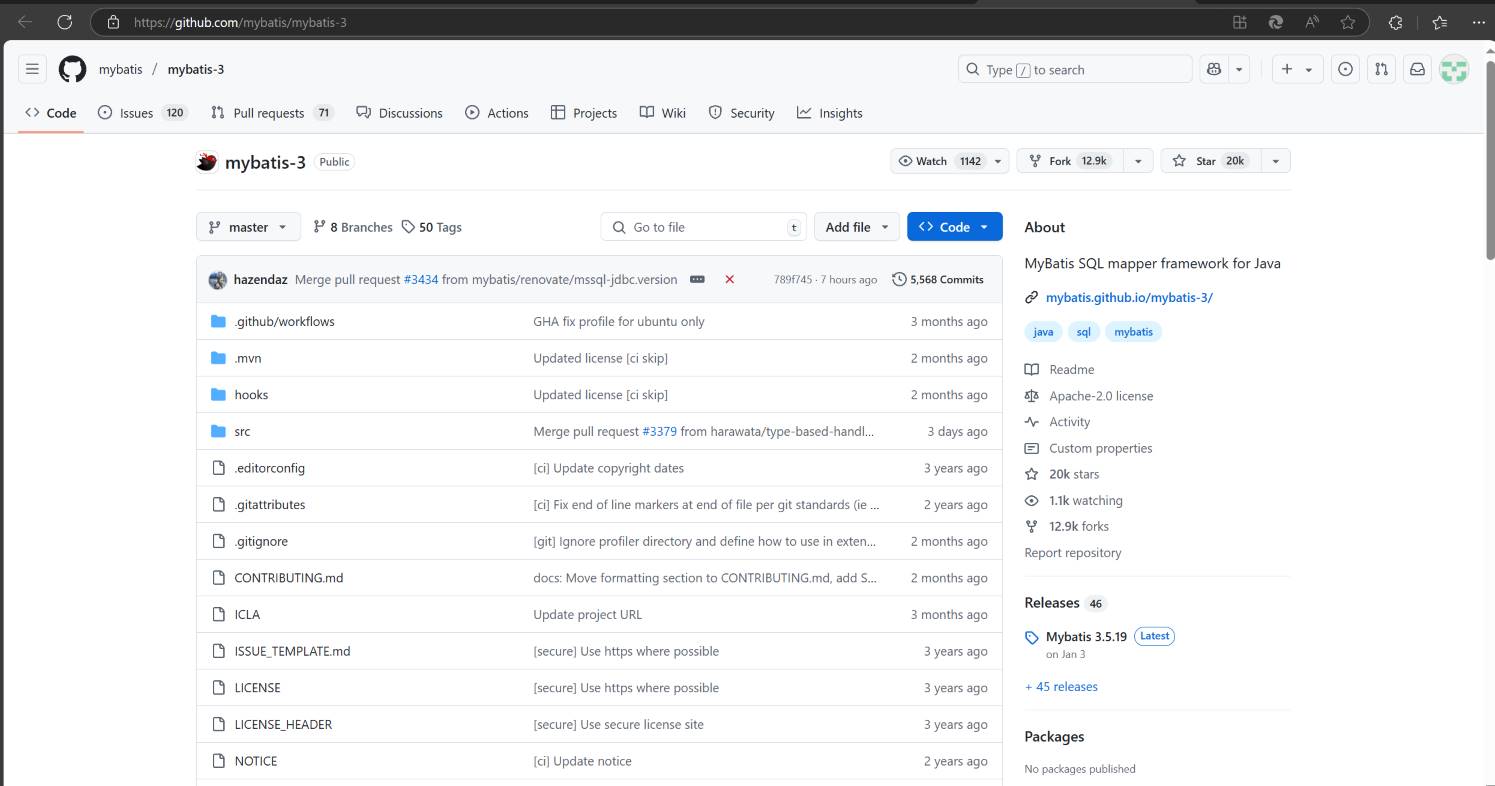 https://github.com/mybatis/mybatis-3
mybatis / mybatis-3
Type / to search
Code
Issues 120
Pull requests 71
Discussions
Actions
Projects
Wiki
Security
Insights
mybatis-3 Public
Watch 1142
Fork 12.9k
Star 20k
master
8 Branches
50 Tags
Go to file t
Add file
Code
hazendaz Merge pull request #3434 from mybatis/renovate/mssql-jdbc.version 789f745 · 7 hours ago 5,568 Commits
.github/workflows GHA fix profile for ubuntu only 3 months ago
.mvn Updated license [ci skip] 2 months ago
hooks Updated license [ci skip] 2 months ago
src Merge pull request #3379 from harawata/type-based-handl... 3 days ago
.editorconfig [ci] Update copyright dates 3 years ago
.gitattributes [ci] Fix end of line markers at end of file per git standards (ie ... 2 years ago
.gitignore [git] Ignore profiler directory and define how to use in exten... 2 months ago
CONTRIBUTING.md docs: Move formatting section to CONTRIBUTING.md, add S... 2 months ago
ICLA Update project URL 3 months ago
ISSUE_TEMPLATE.md [secure] Use https where possible 3 years ago
LICENSE [secure] Use https where possible 3 years ago
LICENSE_HEADER [secure] Use secure license site 3 years ago
NOTICE [ci] Update notice 2 years ago
About
MyBatis SQL mapper framework for Java
mybatis.github.io/mybatis-3/
java sql mybatis
Readme
Apache-2.0 license
Activity
Custom properties
20k stars
1.1k watching
12.9k forks
Report repository
Releases 46
Mybatis 3.5.19 Latest
on Jan 3
+ 45 releases
Packages
No packages published